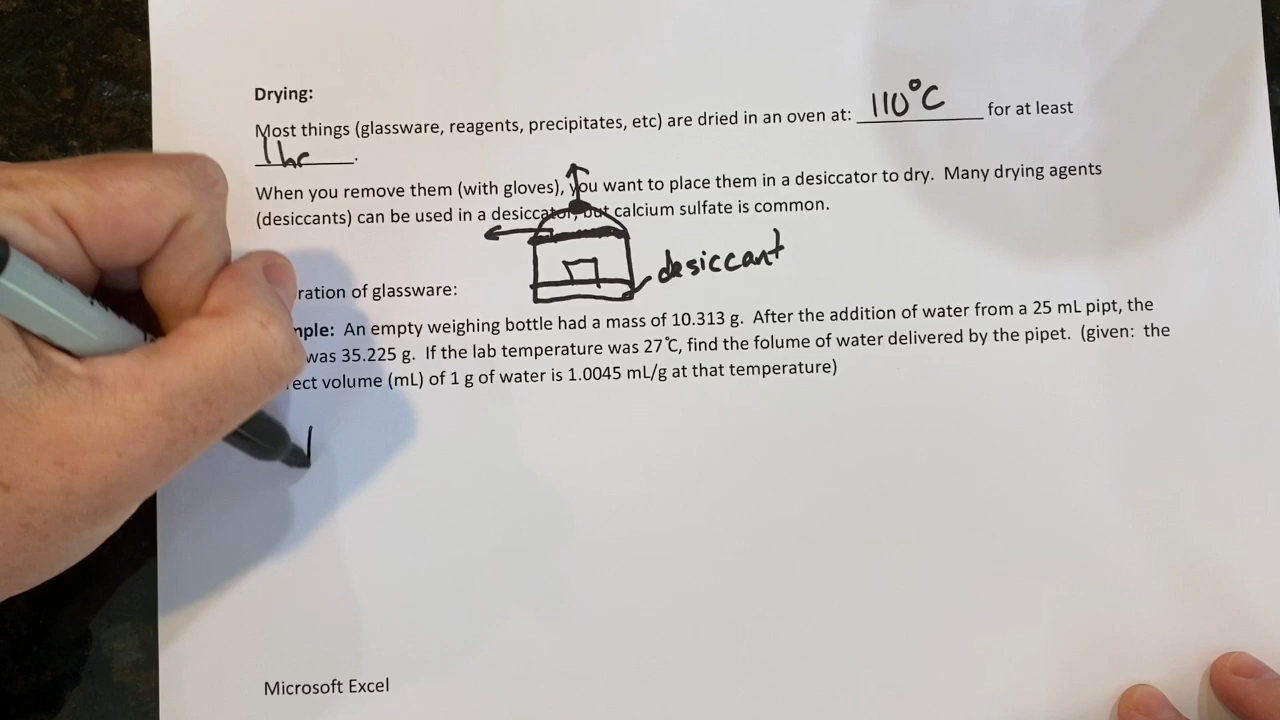 Drying:
Most things (glassware, reagents, precipitates, etc) are dried in an oven at: 110°C for at least
1 hr.
When you remove them (with gloves), you want to place them in a desiccator to dry. Many drying agents
(desiccants) can be used in a desiccator, but calcium sulfate is common.
desiccant
ration of glassware:
mple: An empty weighing bottle had a mass of 10.313 g. After the addition of water from a 25 mL pipt, the
was 35.225 g. If the lab temperature was 27℃, find the folume of water delivered by the pipet. (given: the
ect volume (mL) of 1 g of water is 1.0045 mL/g at that temperature)
Microsoft Excel